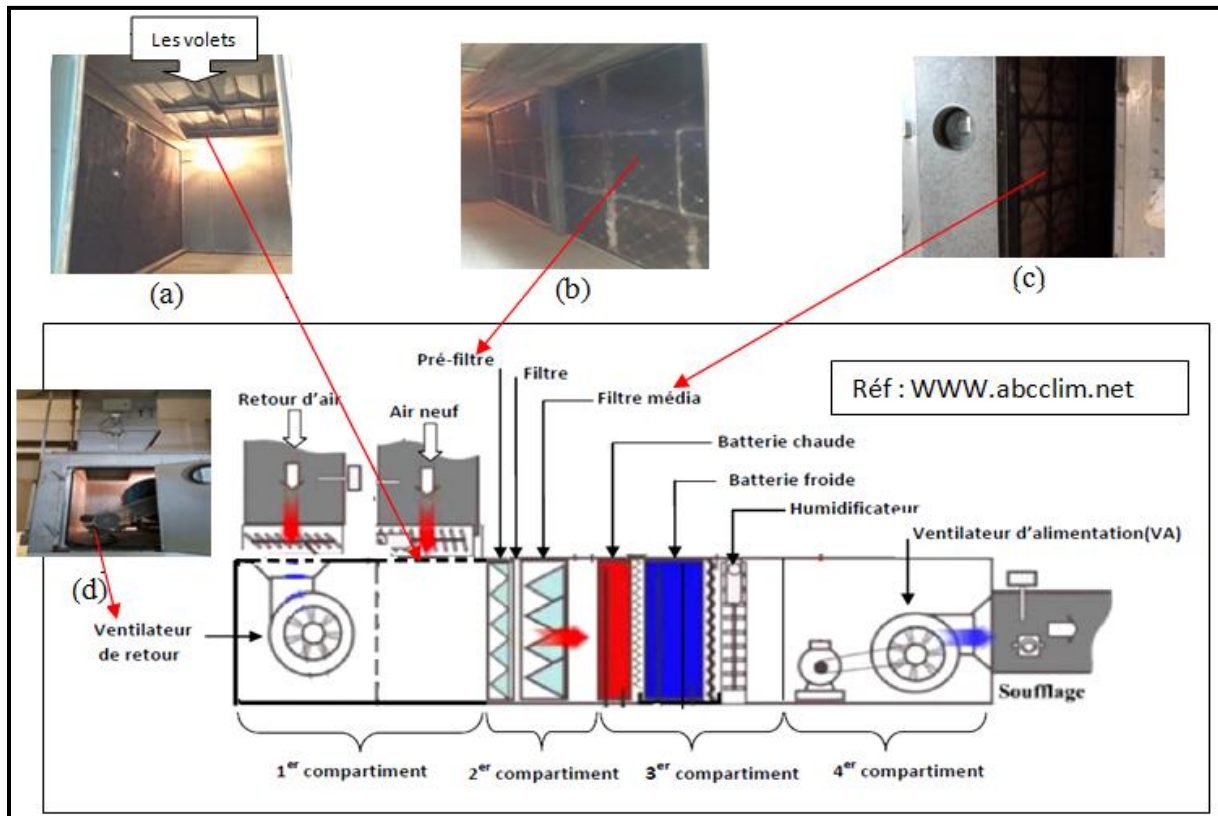 Les volets
(a)
(b)
(c)
Pré-filtre
Filtre
Réf : WWW.abcclim.net
Retour d’air
Air neuf
Filtre média
Batterie chaude
Batterie froide
Humidificateur
Ventilateur d’alimentation(VA)
(d)
Ventilateur
de retour
Soufflage
1er compartiment
2er compartiment
3er compartiment
4er compartiment